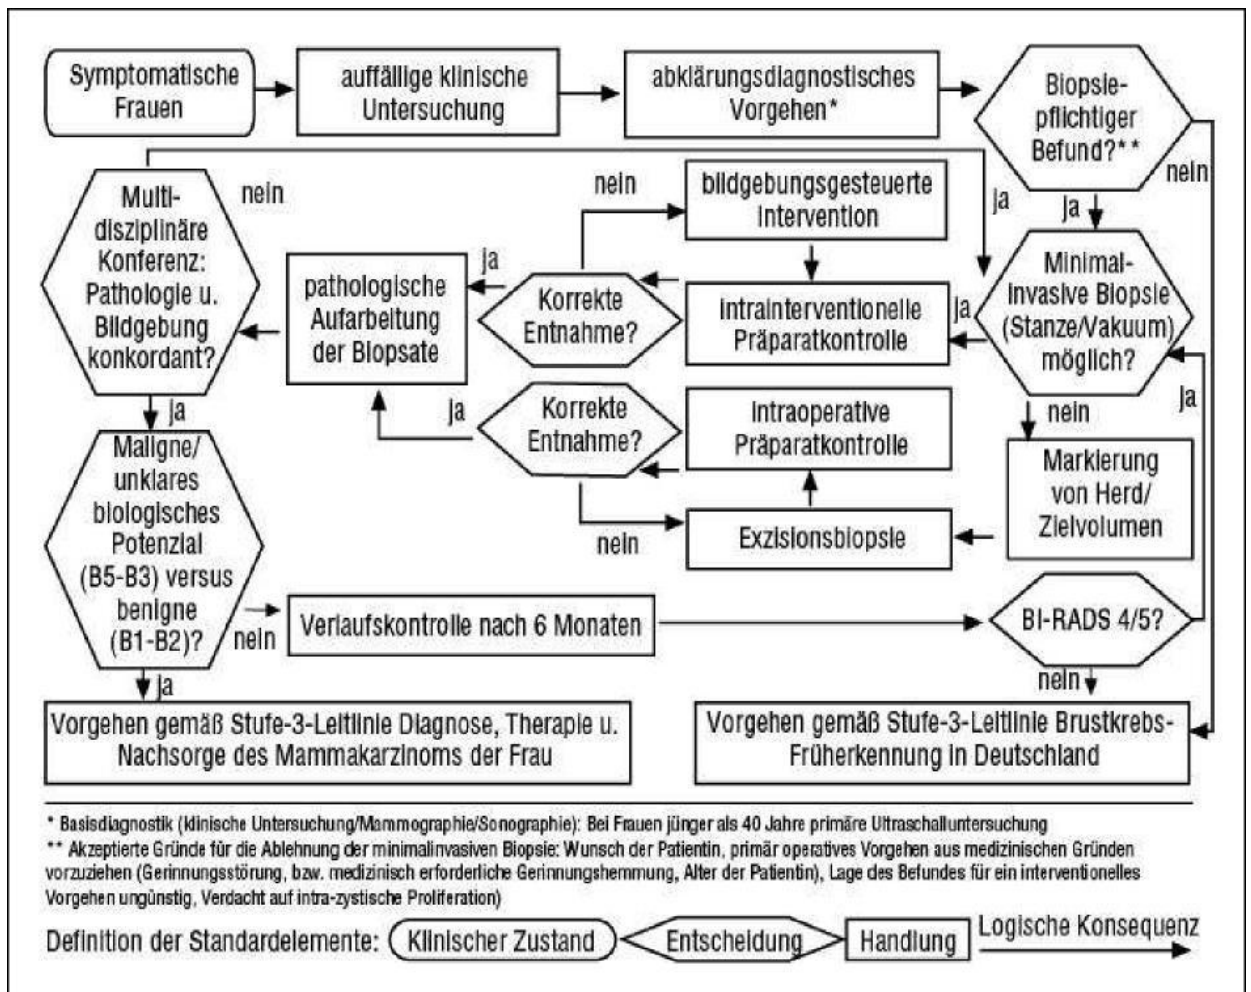 Symptomatische
Frauen
auffällige klinische
Untersuchung
abklärungsdiagnostisches
Vorgehen*
Biopsie-
pflichtiger
Befund?**
nein
ja
ja
nein
Multi-
disziplinäre
Konferenz:
Pathologie u.
Bildgebung
konkordant?
ja
pathologische
Aufarbeitung
der Biopsate
ja
Korrekte
Entnahme?
nein
bildgebungsgesteuerte
Intervention
intrainterventionelle
Präparatkontrolle
ja
Minimal-
invasive Biopsie
(Stanze/Vakuum)
möglich?
ja
nein
ja
Korrekte
Entnahme?
nein
Intraoperative
Präparatkontrolle
Exzisionsbiopsie
Markierung
von Herd/
Zielvolumen
Maligne/
unklares
biologisches
Potenzial
(B5-B3) versus
benigne
(B1-B2)?
nein
ja
Verlaufskontrolle nach 6 Monaten
BI-RADS 4/5?
nein
Vorgehen gemäß Stufe-3-Leitlinie Diagnose, Therapie u.
Nachsorge des Mammakarzinoms der Frau
Vorgehen gemäß Stufe-3-Leitlinie Brustkrebs-
Früherkennung in Deutschland
* Basisdiagnostik (klinische Untersuchung/Mammographie/Sonographie): Bei Frauen jünger als 40 Jahre primäre Ultraschalluntersuchung
** Akzeptierte Gründe für die Ablehnung der minimalinvasiven Biopsie: Wunsch der Patientin, primär operatives Vorgehen aus medizinischen Gründen
vorzuziehen (Gerinnungsstörung, bzw. medizinisch erforderliche Gerinnungshemmung, Alter der Patientin), Lage des Befundes für ein interventionelles
Vorgehen ungünstig, Verdacht auf intra-zystische Proliferation)
Definition der Standardelemente:
Klinischer Zustand
Entscheidung
Handlung
Logische Konsequenz